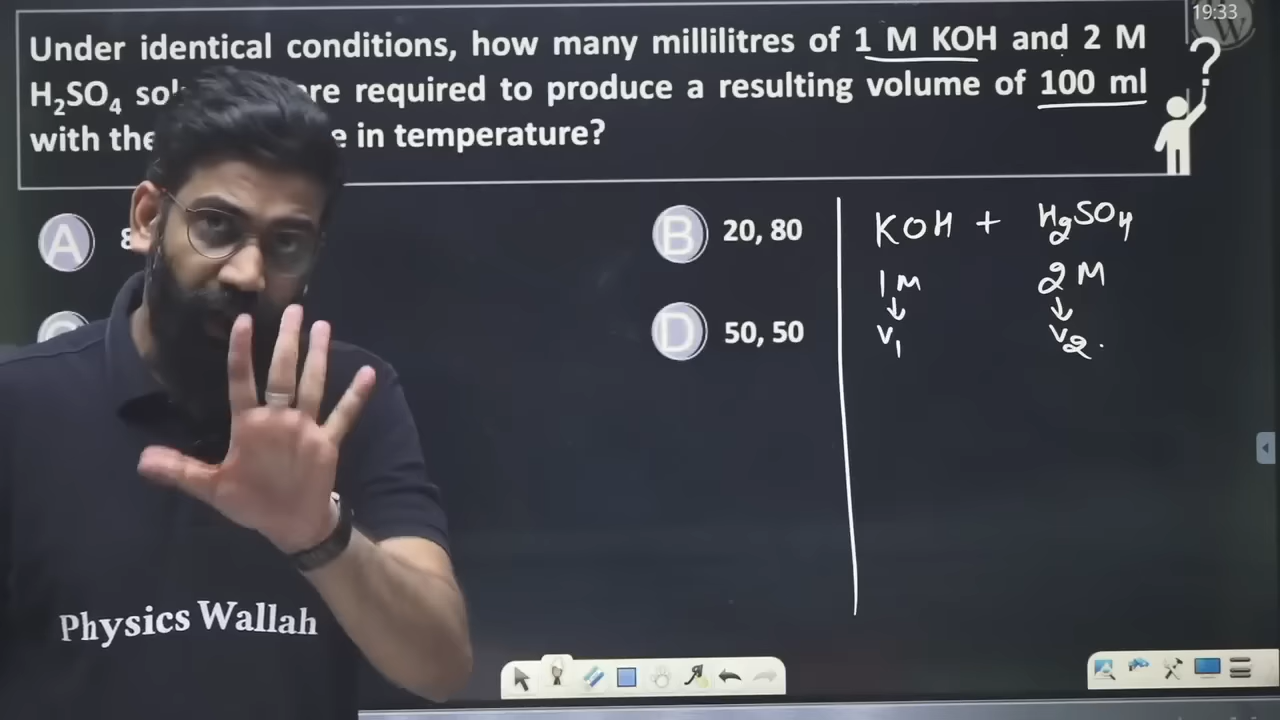 19:33
Under identical conditions, how many millilitres of 1 M KOH and 2 M
H₂SO₄ are required to produce a resulting volume of 100 ml
with the in temperature?
A
B 20, 80
D 50, 50
KOH + H₂SO₄
1M 2M
↓ ↓
V₁ V₂.
Physics Wallah